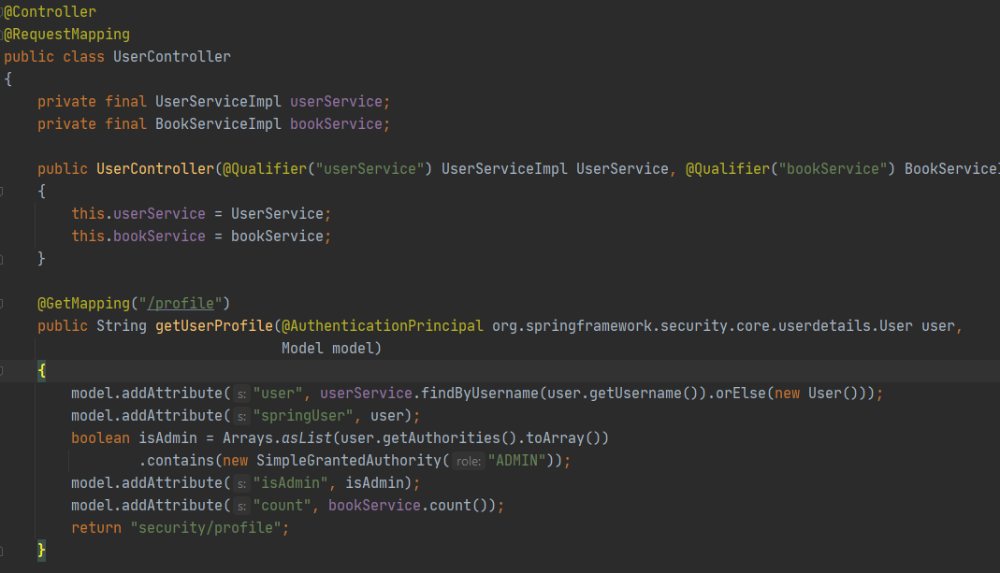 @Controller
@RequestMapping
public class UserController
{
    private final UserServiceImpl userService;
    private final BookServiceImpl bookService;

    public UserController(@Qualifier("userService") UserServiceImpl UserService, @Qualifier("bookService") BookService
    {
        this.userService = UserService;
        this.bookService = bookService;
    }

    @GetMapping("/profile")
    public String getUserProfile(@AuthenticationPrincipal org.springframework.security.core.userdetails.User user,
                                 Model model)
    {
        model.addAttribute( s: "user", userService.findByUsername(user.getUsername()).orElse(new User()));
        model.addAttribute( s: "springUser", user);
        boolean isAdmin = Arrays.asList(user.getAuthorities().toArray())
                .contains(new SimpleGrantedAuthority( role: "ADMIN"));
        model.addAttribute( s: "isAdmin", isAdmin);
        model.addAttribute( s: "count", bookService.count());
        return "security/profile";
    }